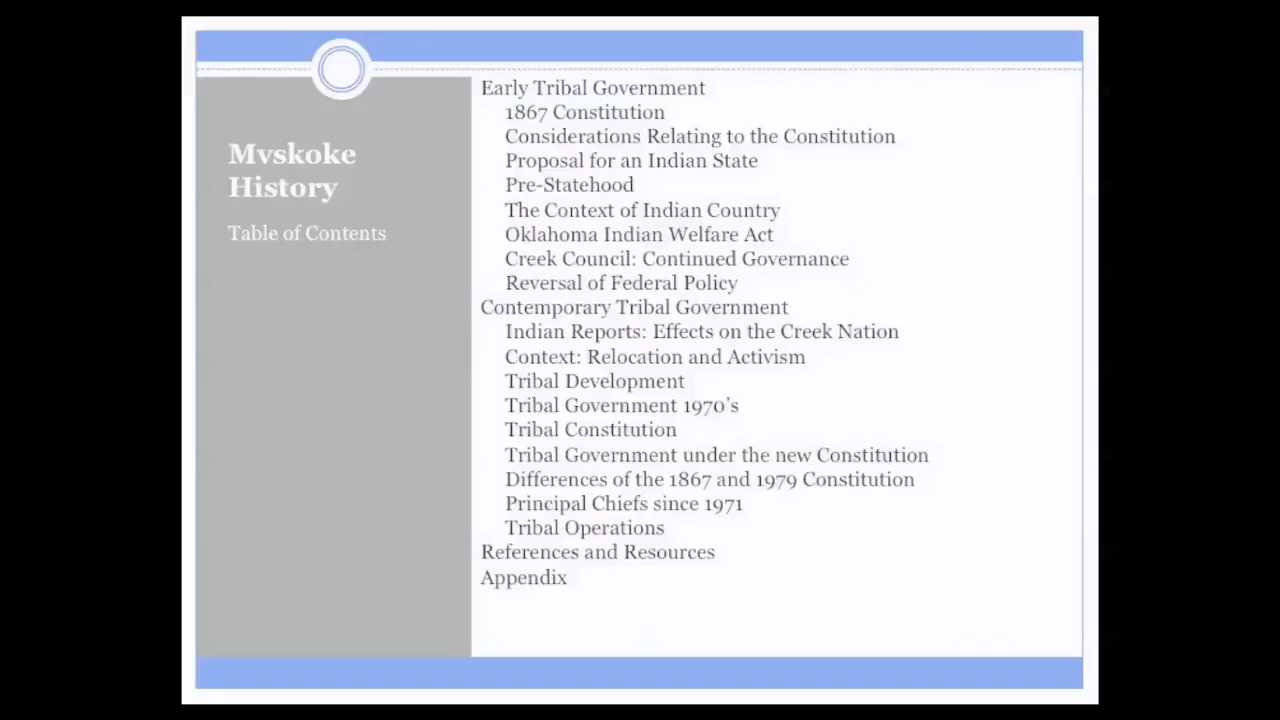 Mvskoke
History
Table of Contents
Early Tribal Government
1867 Constitution
Considerations Relating to the Constitution
Proposal for an Indian State
Pre-Statehood
The Context of Indian Country
Oklahoma Indian Welfare Act
Creek Council: Continued Governance
Reversal of Federal Policy
Contemporary Tribal Government
Indian Reports: Effects on the Creek Nation
Context: Relocation and Activism
Tribal Development
Tribal Government 1970's
Tribal Constitution
Tribal Government under the new Constitution
Differences of the 1867 and 1979 Constitution
Principal Chiefs since 1971
Tribal Operations
References and Resources
Appendix